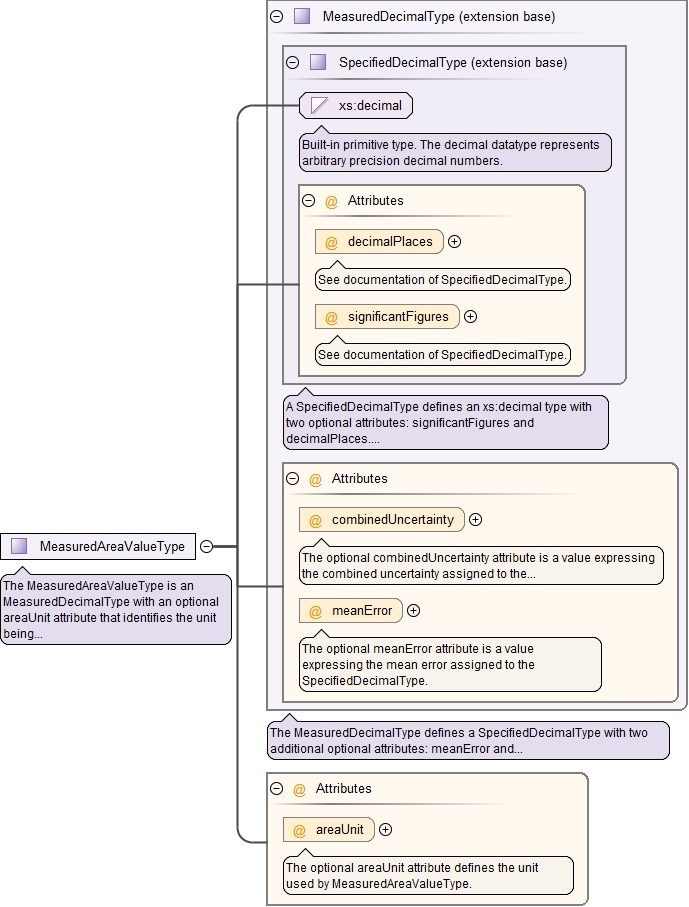 MeasuredDecimalType (extension base)
SpecifiedDecimalType (extension base)
xs:decimal
Built-in primitive type. The decimal datatype represents
arbitrary precision decimal numbers.
@ Attributes
@ decimalPlaces
See documentation of SpecifiedDecimalType.
@ significantFigures
See documentation of SpecifiedDecimalType.
A SpecifiedDecimalType defines an xs:decimal type with
two optional attributes: significantFigures and
decimalPlaces....
@ Attributes
@ combinedUncertainty
The optional combinedUncertainty attribute is a value expressing
the combined uncertainty assigned to the...
@ meanError
The optional meanError attribute is a value
expressing the mean error assigned to the
SpecifiedDecimalType.
MeasuredAreaValueType
The MeasuredAreaValueType is an
MeasuredDecimalType with an optional
areaUnit attribute that identifies the unit
being...
The MeasuredDecimalType defines a SpecifiedDecimalType with two
additional optional attributes: meanError and...
@ Attributes
@ areaUnit
The optional areaUnit attribute defines the unit
used by MeasuredAreaValueType.